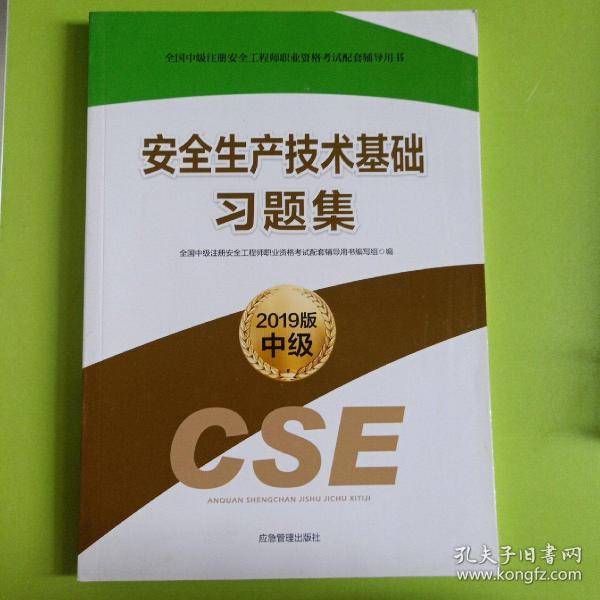 全国中级注册安全工程师职业资格考试配套辅导用书
安全生产技术基础
习题集
全国中级注册安全工程师职业资格考试配套辅导用书编写组◎编
2019版
中级
CSE
ANQUAN SHENGCHAN JISHU JICHU XITIJI
应急管理出版社
孔夫子旧书网
www.kongfz.com